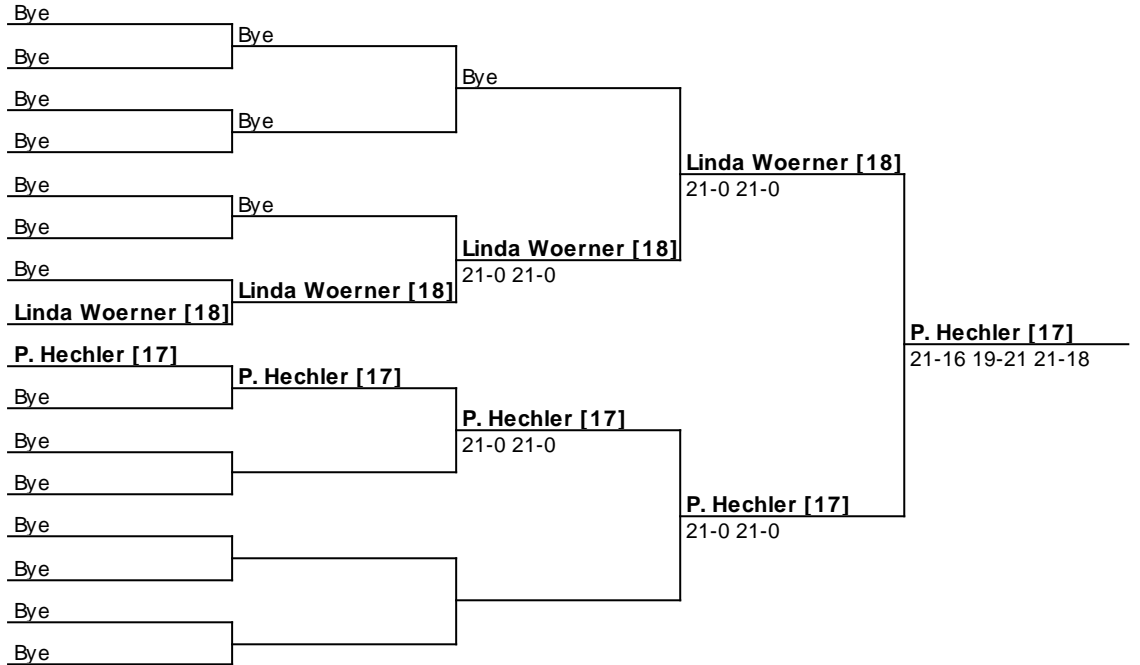 Bye
Bye
Bye
Bye
Bye
Bye
Bye
Linda Woerner [18]
P. Hechler [17]
Bye
Bye
Bye
Bye
Bye
Bye
Bye
Bye
Bye
Bye
Linda Woerner [18]
P. Hechler [17]
Bye
Linda Woerner [18]
21-0 21-0
P. Hechler [17]
21-0 21-0
Linda Woerner [18]
21-0 21-0
P. Hechler [17]
21-0 21-0
P. Hechler [17]
21-16 19-21 21-18